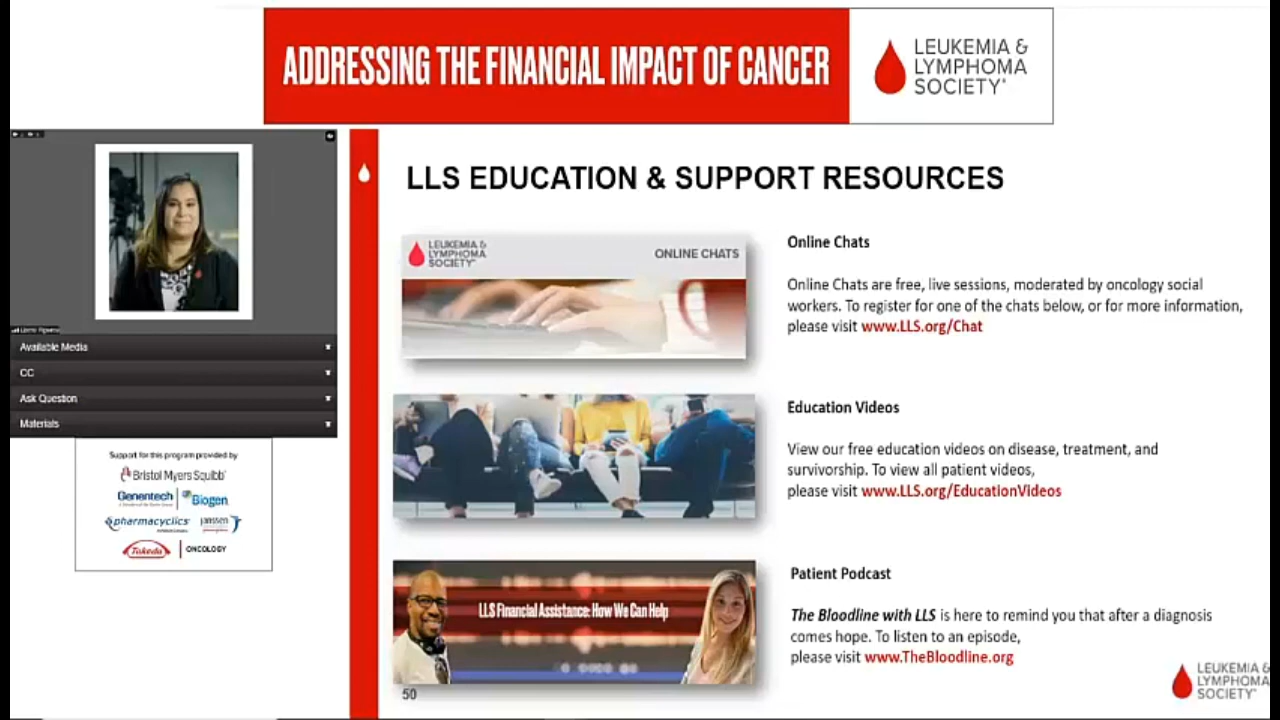 ADDRESSING THE FINANCIAL IMPACT OF CANCER
LEUKEMIA &
LYMPHOMA
SOCIETY®
Available Media
CC
Ask Question
Materials
Support for this program provided by
Bristol Myers Squibb™
Genentech
Biogen
pharmacyclics
janssen
Takeda
ONCOLOGY
LLS EDUCATION & SUPPORT RESOURCES
LEUKEMIA &
LYMPHOMA
SOCIETY®
ONLINE CHATS
Online Chats
Online Chats are free, live sessions, moderated by oncology social
workers. To register for one of the chats below, or for more information,
please visit www.LLS.org/Chat
Education Videos
View our free education videos on disease, treatment, and
survivorship. To view all patient videos,
please visit www.LLS.org/EducationVideos
LLS Financial Assistance: How We Can Help
Patient Podcast
The Bloodline with LLS is here to remind you that after a diagnosis
comes hope. To listen to an episode,
please visit www.TheBloodline.org
50
LEUKEMIA &
LYMPHOMA
SOCIETY®